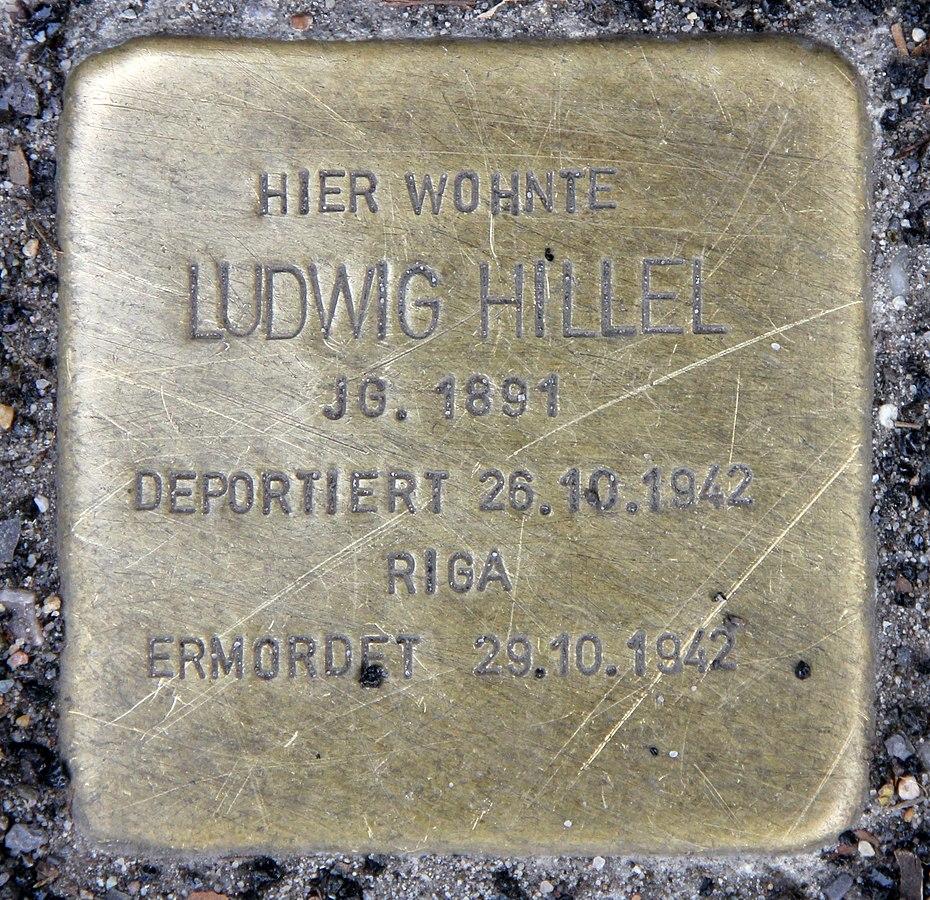 HIER WOHNTE
LUDWIG HILLEL
JG. 1891
DEPORTIERT 26.10.1942
RIGA
ERMORDET 29.10.1942